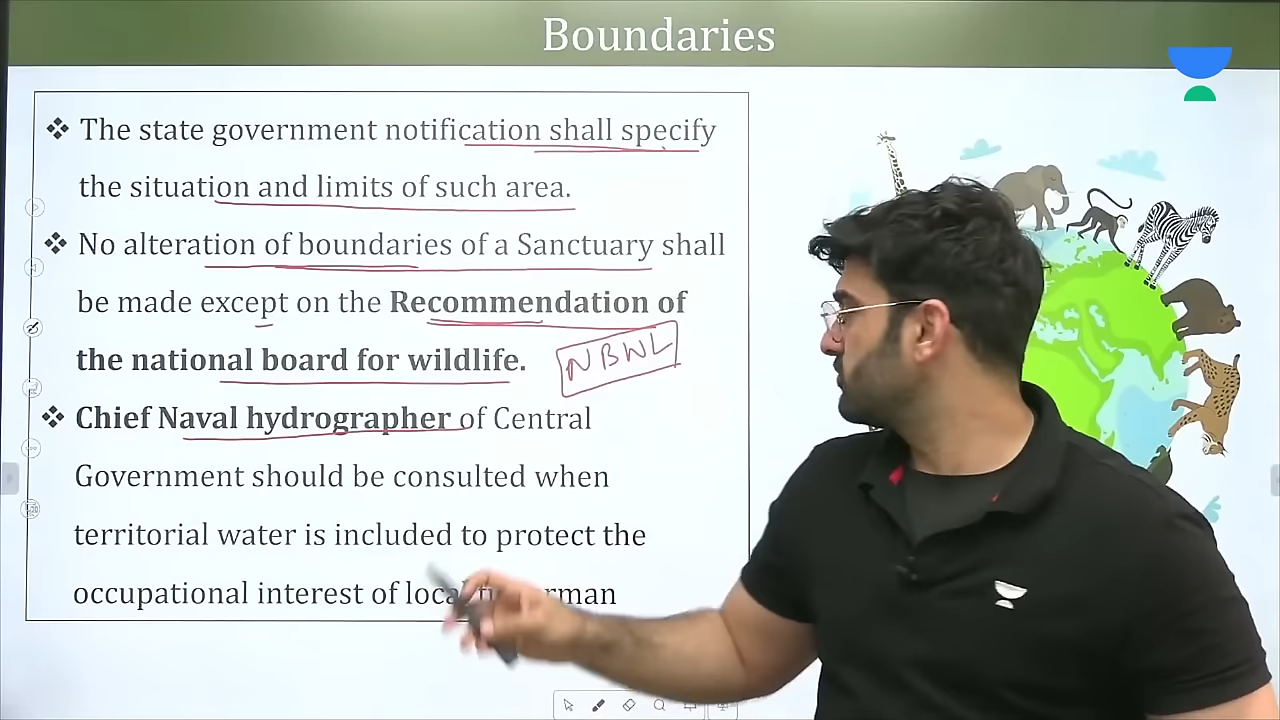 Boundaries
❖ The state government notification shall specify
the situation and limits of such area.
❖ No alteration of boundaries of a Sanctuary shall
be made except on the Recommendation of
the national board for wildlife.
NBWL
❖ Chief Naval hydrographer of Central
Government should be consulted when
territorial water is included to protect the
occupational interest of